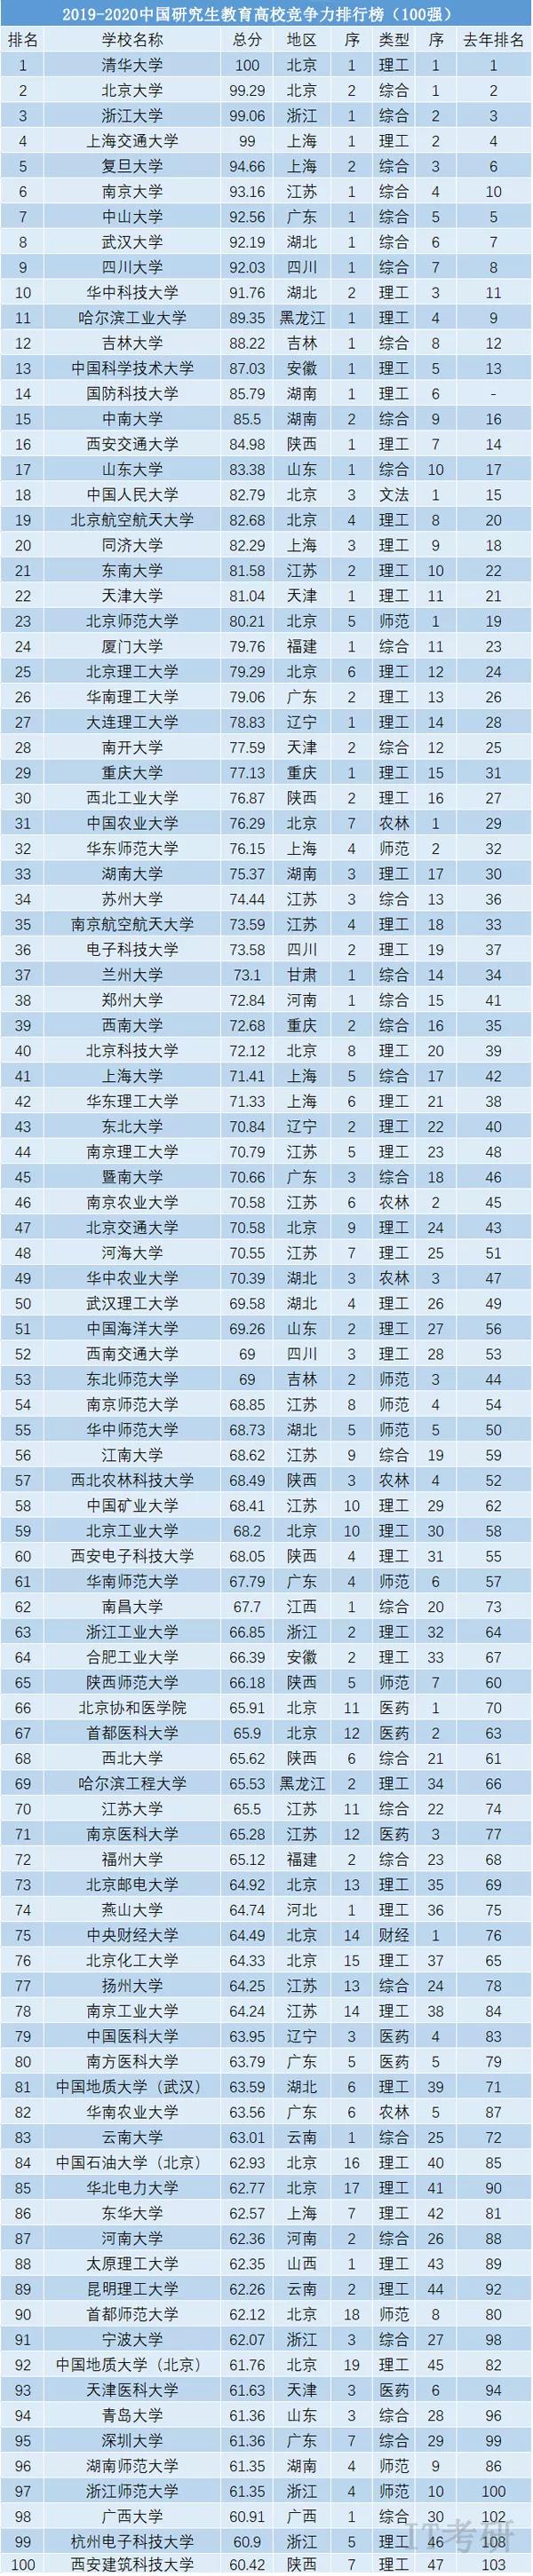 2019-2020中国研究生教育高校竞争力排行榜（100强）
排名 学校名称 总分 地区 序 类型 序 去年排名
1 清华大学 100 北京 1 理工 1 1
2 北京大学 99.29 北京 2 综合 1 2
3 浙江大学 99.06 浙江 1 综合 2 3
4 上海交通大学 99 上海 1 理工 2 4
5 复旦大学 94.66 上海 2 综合 3 6
6 南京大学 93.16 江苏 1 综合 4 10
7 中山大学 92.56 广东 1 综合 5 5
8 武汉大学 92.19 湖北 1 综合 6 7
9 四川大学 92.03 四川 1 综合 7 8
10 华中科技大学 91.76 湖北 2 理工 3 11
11 哈尔滨工业大学 89.35 黑龙江 1 理工 4 9
12 吉林大学 88.22 吉林 1 综合 8 12
13 中国科学技术大学 87.03 安徽 1 理工 5 13
14 国防科技大学 85.79 湖南 1 理工 6 -
15 中南大学 85.5 湖南 2 综合 9 16
16 西安交通大学 84.98 陕西 1 理工 7 14
17 山东大学 83.38 山东 1 综合 10 17
18 中国人民大学 82.79 北京 3 文法 1 15
19 北京航空航天大学 82.68 北京 4 理工 8 20
20 同济大学 82.29 上海 3 理工 9 18
21 东南大学 81.58 江苏 2 理工 10 22
22 天津大学 81.04 天津 1 理工 11 21
23 北京师范大学 80.21 北京 5 师范 1 19
24 厦门大学 79.76 福建 1 综合 11 23
25 北京理工大学 79.29 北京 6 理工 12 24
26 华南理工大学 79.06 广东 2 理工 13 26
27 大连理工大学 78.83 辽宁 1 理工 14 28
28 南开大学 77.59 天津 2 综合 12 25
29 重庆大学 77.13 重庆 1 理工 15 31
30 西北工业大学 76.87 陕西 2 理工 16 27
31 中国农业大学 76.29 北京 7 农林 1 29
32 华东师范大学 76.15 上海 4 师范 2 32
33 湖南大学 75.37 湖南 3 理工 17 30
34 苏州大学 74.44 江苏 3 综合 13 36
35 南京航空航天大学 73.59 江苏 4 理工 18 33
36 电子科技大学 73.58 四川 2 理工 19 37
37 兰州大学 73.1 甘肃 1 综合 14 34
38 郑州大学 72.84 河南 1 综合 15 41
39 西南大学 72.68 重庆 2 综合 16 35
40 北京科技大学 72.12 北京 8 理工 20 39
41 上海大学 71.41 上海 5 综合 17 42
42 华东理工大学 71.33 上海 6 理工 21 38
43 东北大学 70.84 辽宁 2 理工 22 40
44 南京理工大学 70.79 江苏 5 理工 23 48
45 暨南大学 70.66 广东 3 综合 18 46
46 南京农业大学 70.58 江苏 6 农林 2 45
47 北京交通大学 70.58 北京 9 理工 24 43
48 河海大学 70.55 江苏 7 理工 25 51
49 华中农业大学 70.39 湖北 3 农林 3 47
50 武汉理工大学 69.58 湖北 4 理工 26 49
51 中国海洋大学 69.26 山东 2 理工 27 56
52 西南交通大学 69 四川 3 理工 28 53
53 东北师范大学 69 吉林 2 师范 3 44
54 南京师范大学 68.85 江苏 8 师范 4 54
55 华中师范大学 68.73 湖北 5 师范 5 50
56 江南大学 68.62 江苏 9 综合 19 59
57 西北农林科技大学 68.49 陕西 3 农林 4 52
58 中国矿业大学 68.41 江苏 10 理工 29 62
59 北京工业大学 68.2 北京 10 理工 30 58
60 西安电子科技大学 68.05 陕西 4 理工 31 55
61 华南师范大学 67.79 广东 4 师范 6 57
62 南昌大学 67.7 江西 1 综合 20 73
63 浙江工业大学 66.85 浙江 2 理工 32 64
64 合肥工业大学 66.39 安徽 2 理工 33 67
65 陕西师范大学 66.18 陕西 5 师范 7 60
66 北京协和医学院 65.91 北京 11 医药 1 70
67 首都医科大学 65.9 北京 12 医药 2 63
68 西北大学 65.62 陕西 6 综合 21 61
69 哈尔滨工程大学 65.53 黑龙江 2 理工 34 66
70 江苏大学 65.5 江苏 11 综合 22 74
71 南京医科大学 65.28 江苏 12 医药 3 77
72 福州大学 65.12 福建 2 综合 23 68
73 北京邮电大学 64.92 北京 13 理工 35 69
74 燕山大学 64.74 河北 1 理工 36 75
75 中央财经大学 64.49 北京 14 财经 1 76
76 北京化工大学 64.33 北京 15 理工 37 65
77 扬州大学 64.25 江苏 13 综合 24 78
78 南京工业大学 64.24 江苏 14 理工 38 84
79 中国医科大学 63.95 辽宁 3 医药 4 83
80 南方医科大学 63.79 广东 5 医药 5 79
81 中国地质大学（武汉） 63.59 湖北 6 理工 39 71
82 华南农业大学 63.56 广东 6 农林 5 87
83 云南大学 63.01 云南 1 综合 25 72
84 中国石油大学（北京） 62.93 北京 16 理工 40 85
85 华北电力大学 62.77 北京 17 理工 41 90
86 东华大学 62.57 上海 7 理工 42 81
87 河南大学 62.36 河南 2 综合 26 88
88 太原理工大学 62.35 山西 1 理工 43 89
89 昆明理工大学 62.26 云南 2 理工 44 92
90 首都师范大学 62.12 北京 18 师范 8 80
91 宁波大学 62.07 浙江 3 综合 27 98
92 中国地质大学（北京） 61.76 北京 19 理工 45 82
93 天津医科大学 61.63 天津 3 医药 6 94
94 青岛大学 61.36 山东 3 综合 28 96
95 深圳大学 61.36 广东 7 综合 29 99
96 湖南师范大学 61.35 湖南 4 师范 9 86
97 浙江师范大学 61.35 浙江 4 师范 10 100
98 广西大学 60.91 广西 1 综合 30 102
99 杭州电子科技大学 60.9 浙江 5 理工 46 108
100 西安建筑科技大学 60.42 陕西 7 理工 47 103
IT考研